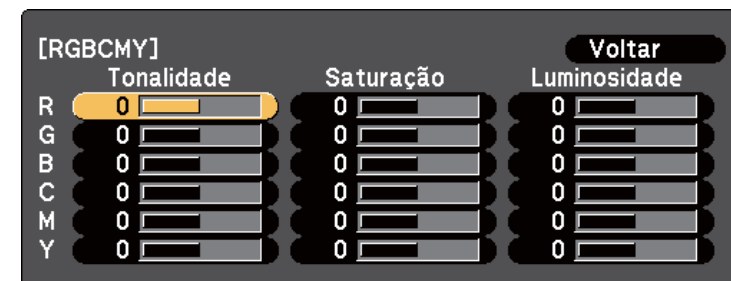 [RGBCMY] Voltar
Tonalidade Saturação Luminosidade
R 0 0 0
G 0 0 0
B 0 0 0
C 0 0 0
M 0 0 0
Y 0 0 0